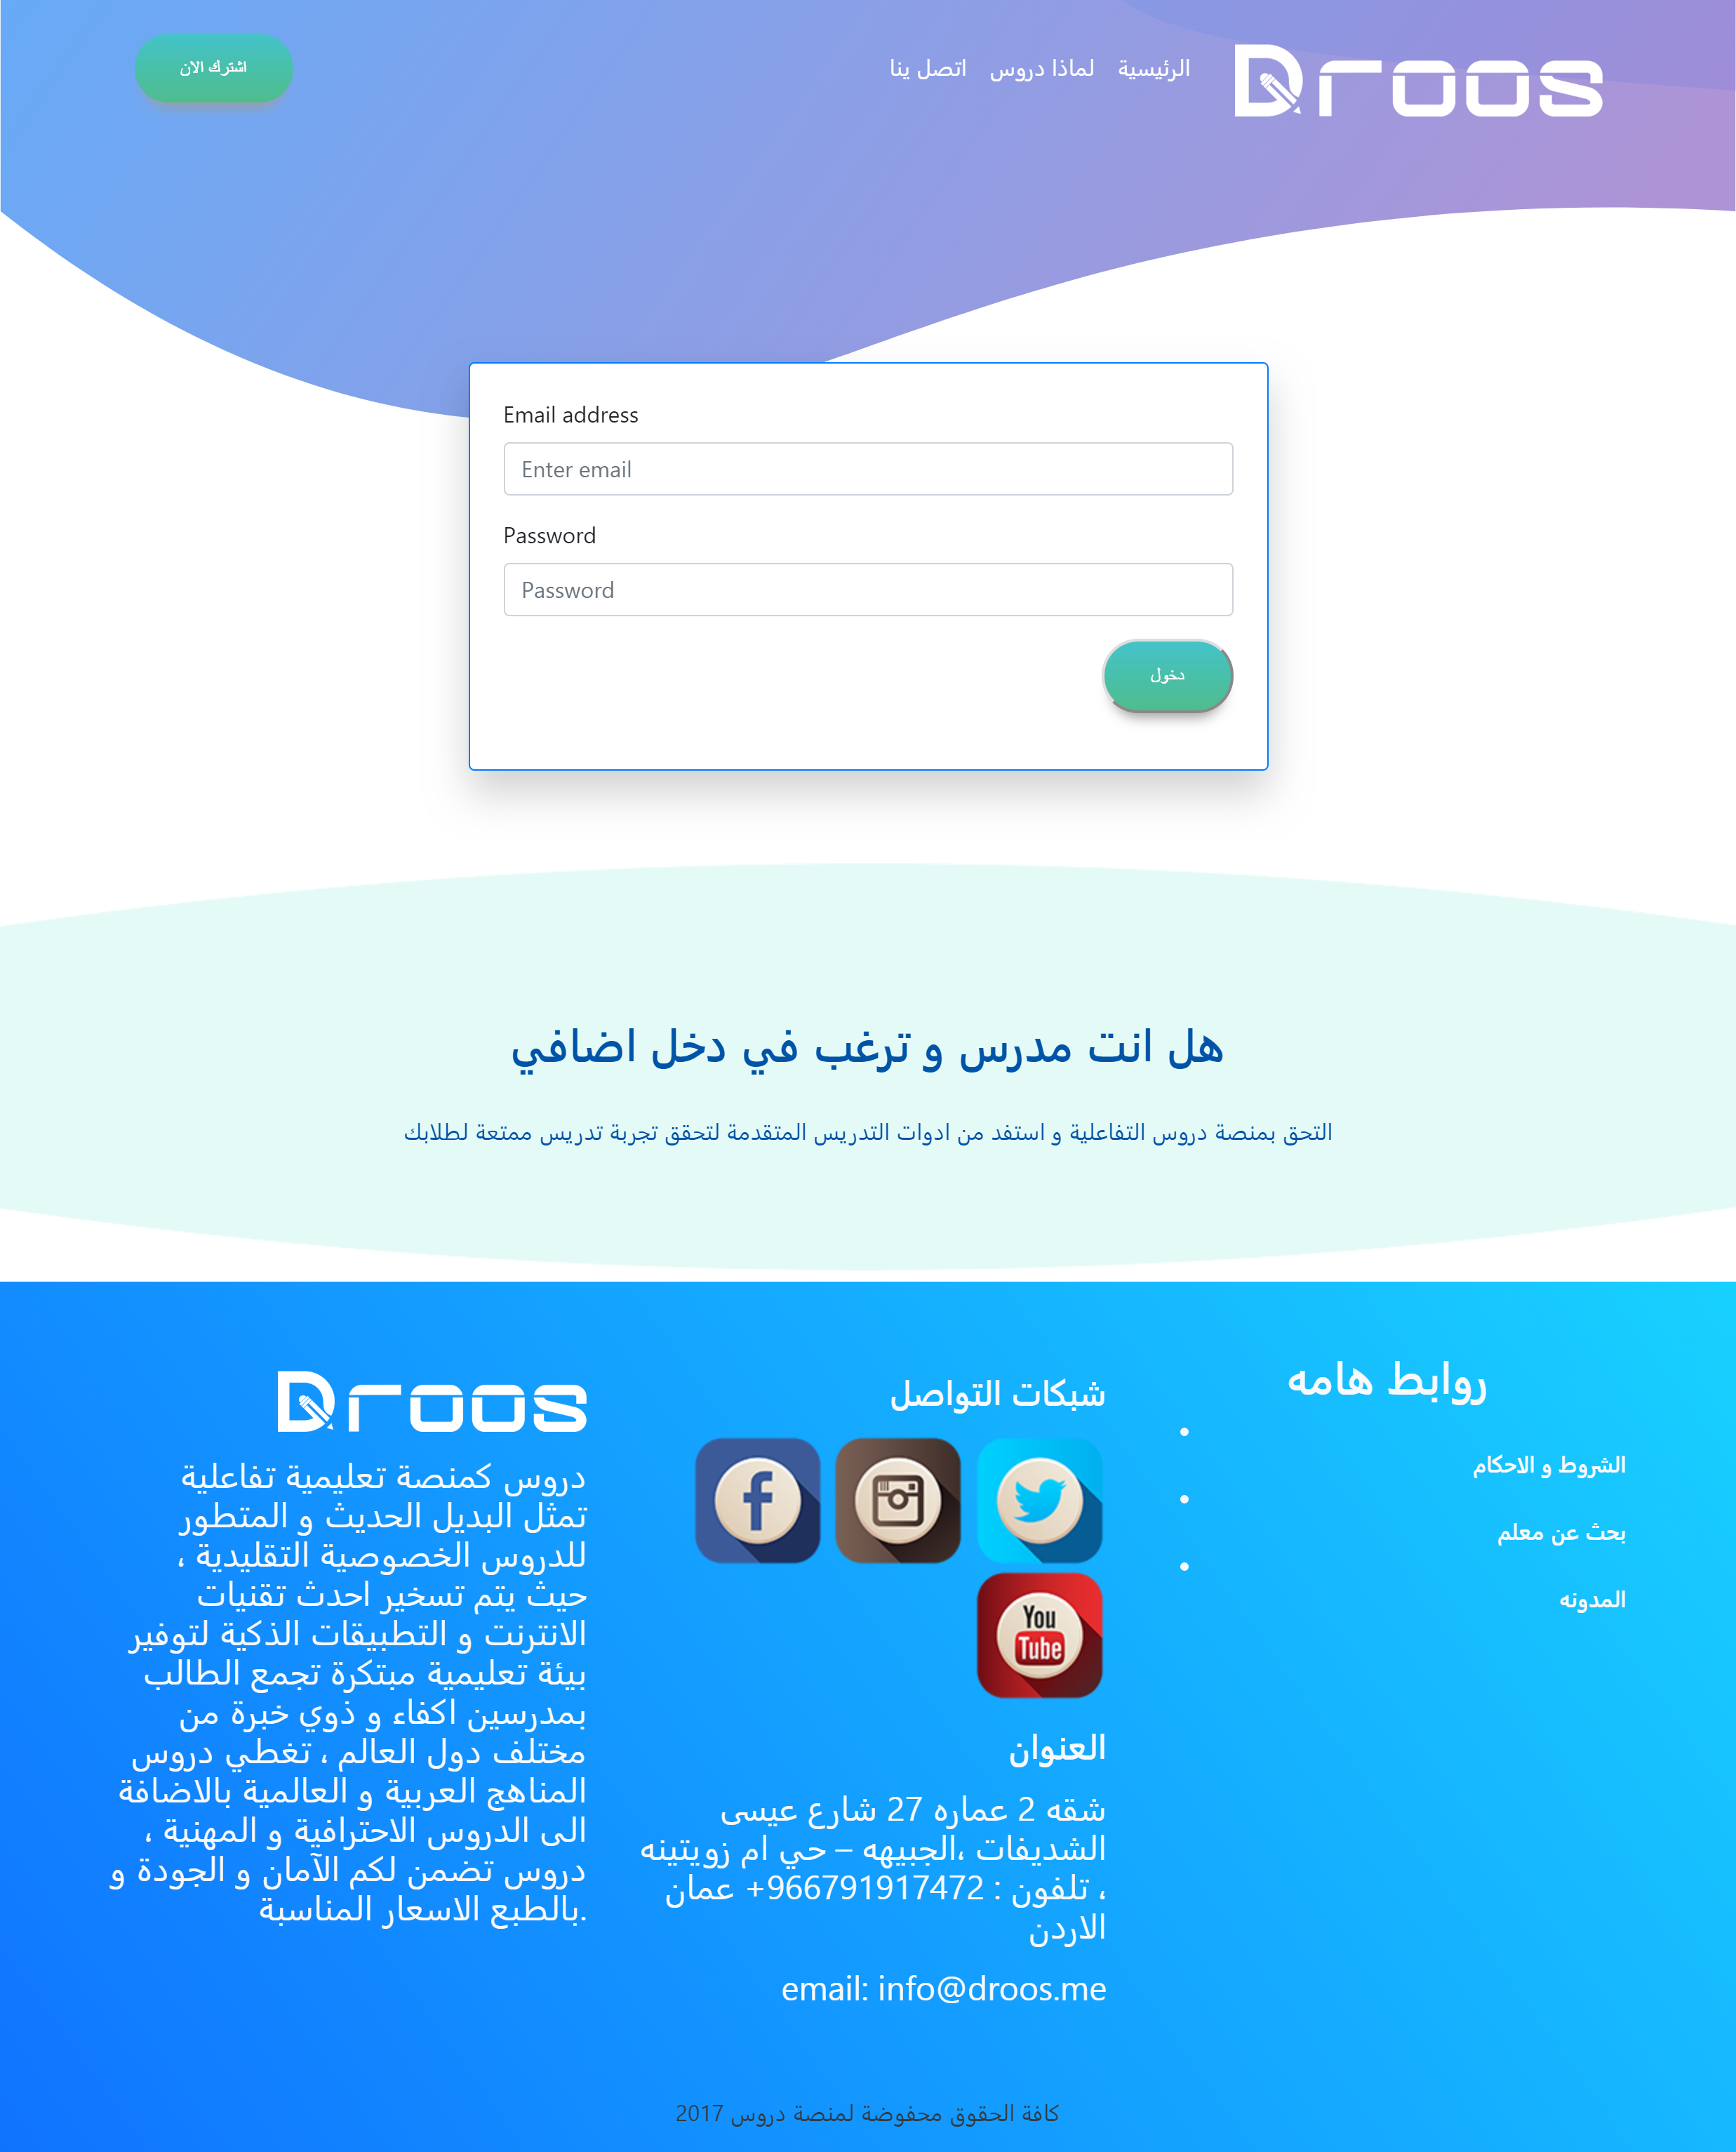 Droos
الرئيسية
لماذا دروس
اتصل ينا
اشترك الان
Email address
Enter email
Password
Password
دخول
هل انت مدرس و ترغب في دخل اضافي
التحق بمنصة دروس التفاعلية و استفد من ادوات التدريس المتقدمة لتحقق تجربة تدريس ممتعة لطلابك
روابط هامه
الشروط و الاحكام
بحث عن معلم
المدونه
شبكات التواصل
You
Tube
العنوان
شقه 2 عماره 27 شارع عيسى
الشديفات ،الجبيهه – حي ام زويتينه
، تلفون : 966791917472+ عمان
الاردن
email: info@droos.me
Droos
دروس كمنصة تعليمية تفاعلية
تمثل البديل الحديث و المتطور
للدروس الخصوصية التقليدية ،
حيث يتم تسخير احدث تقنيات
الانترنت و التطبيقات الذكية لتوفير
بيئة تعليمية مبتكرة تجمع الطالب
بمدرسين اكفاء و ذوي خبرة من
مختلف دول العالم ، تغطي دروس
المناهج العربية و العالمية بالاضافة
الى الدروس الاحترافية و المهنية ،
دروس تضمن لكم الآمان و الجودة و
.بالطبع الاسعار المناسبة
كافة الحقوق محفوضة لمنصة دروس 2017